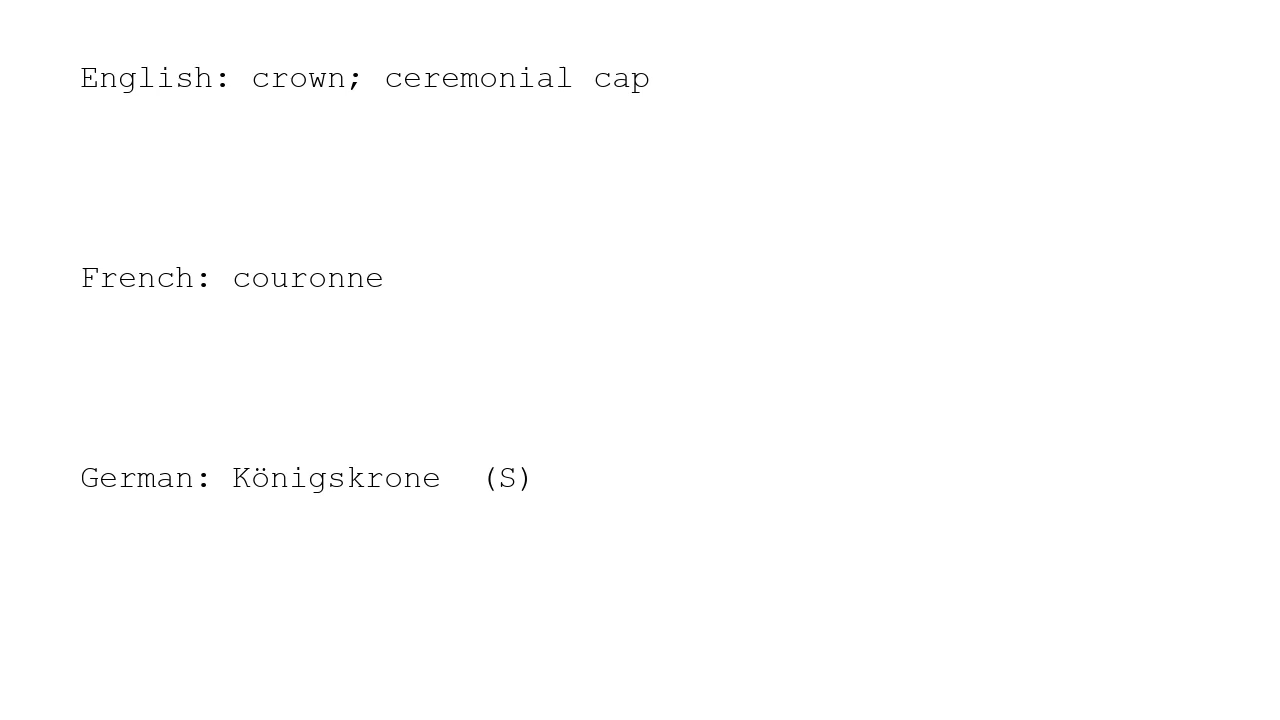 English: crown; ceremonial cap
French: couronne
German: Königskrone  (S)